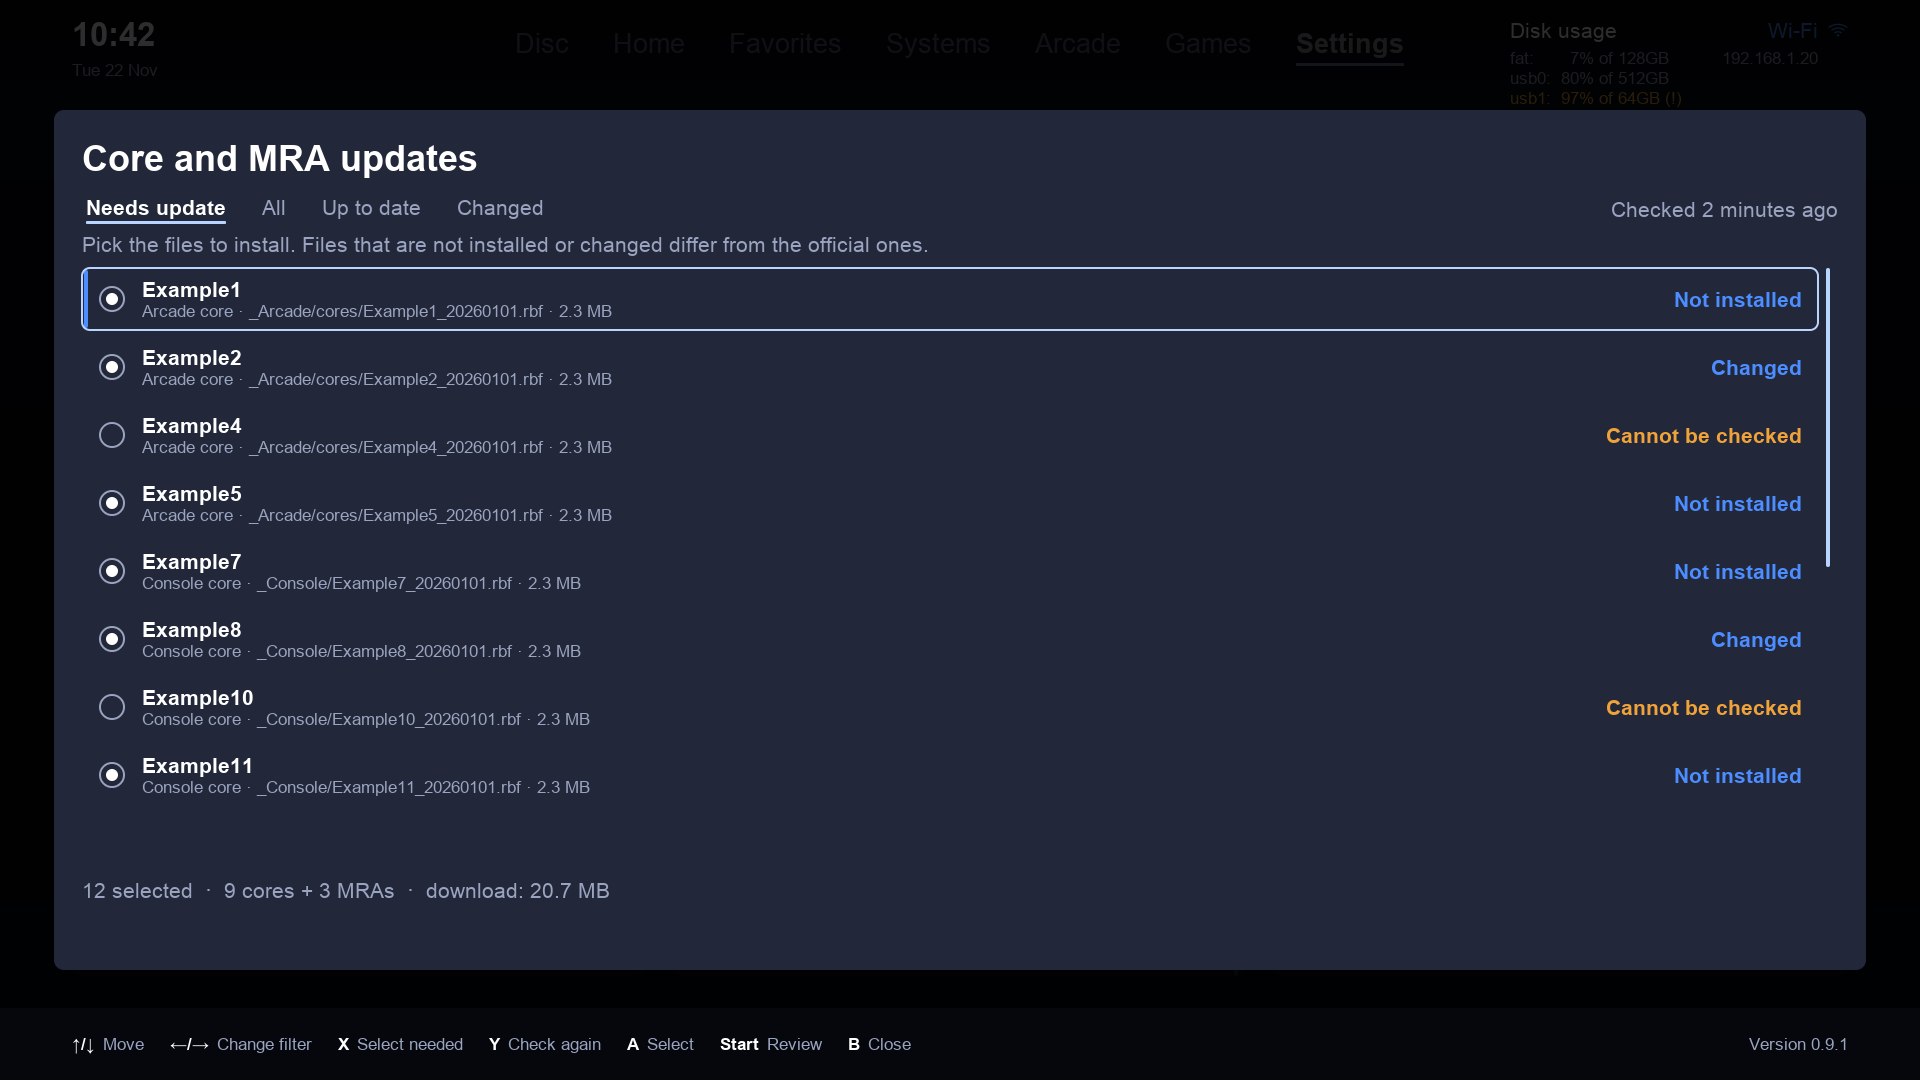 10:42
Tue 22 Nov
Disc Home Favorites Systems Arcade Games Settings
Disk usage
fat: 7% of 128GB
usb0: 80% of 512GB
usb1: 97% of 64GB (!)
Wi-Fi
192.168.1.20
Core and MRA updates
Needs update All Up to date Changed
Checked 2 minutes ago
Pick the files to install. Files that are not installed or changed differ from the official ones.
Example1
Arcade core · _Arcade/cores/Example1_20260101.rbf · 2.3 MB
Not installed
Example2
Arcade core · _Arcade/cores/Example2_20260101.rbf · 2.3 MB
Changed
Example4
Arcade core · _Arcade/cores/Example4_20260101.rbf · 2.3 MB
Cannot be checked
Example5
Arcade core · _Arcade/cores/Example5_20260101.rbf · 2.3 MB
Not installed
Example7
Console core · _Console/Example7_20260101.rbf · 2.3 MB
Not installed
Example8
Console core · _Console/Example8_20260101.rbf · 2.3 MB
Changed
Example10
Console core · _Console/Example10_20260101.rbf · 2.3 MB
Cannot be checked
Example11
Console core · _Console/Example11_20260101.rbf · 2.3 MB
Not installed
12 selected · 9 cores + 3 MRAs · download: 20.7 MB
↑/↓ Move ←/→ Change filter X Select needed Y Check again A Select Start Review B Close
Version 0.9.1